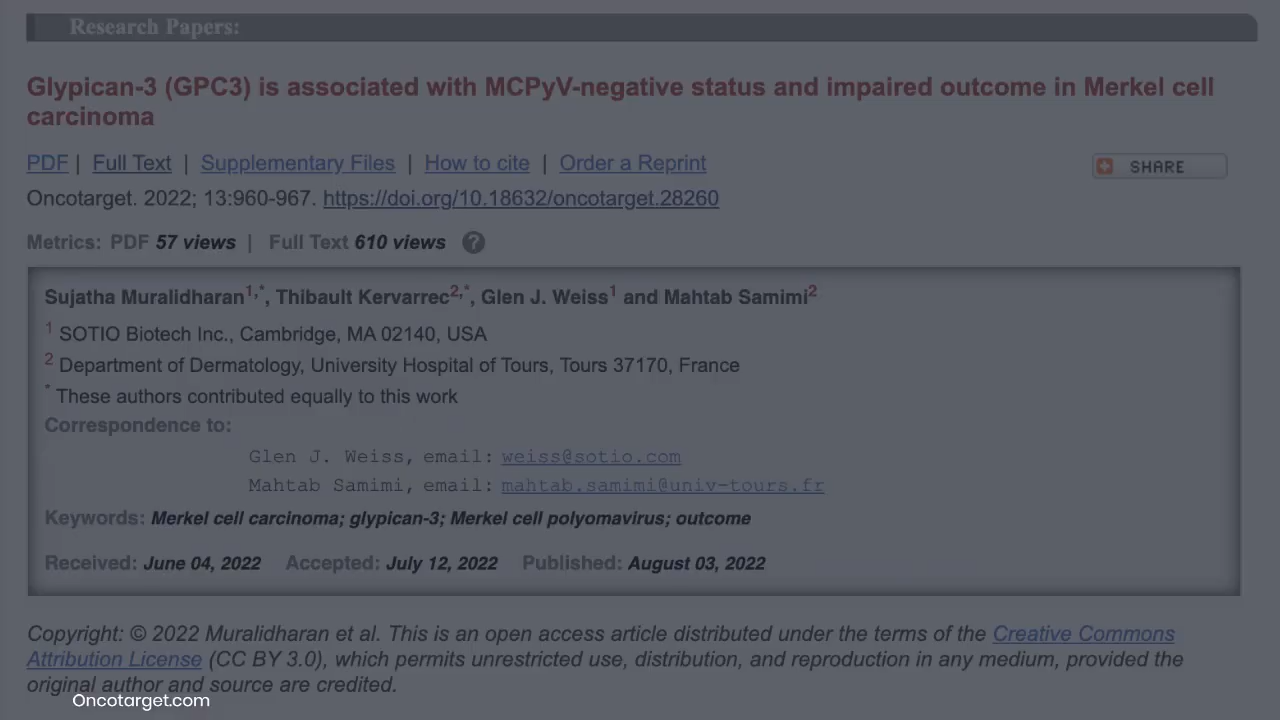 Research Papers:
Glypican-3 (GPC3) is associated with MCPyV-negative status and impaired outcome in Merkel cell
carcinoma
PDF | Full Text | Supplementary Files | How to cite | Order a Reprint
SHARE
Oncotarget. 2022; 13:960-967. https://doi.org/10.18632/oncotarget.28260
Metrics: PDF 57 views | Full Text 610 views ?
Sujatha Muralidharan1,*, Thibault Kervarrec2,*, Glen J. Weiss1 and Mahtab Samimi2
1 SOTIO Biotech Inc., Cambridge, MA 02140, USA
2 Department of Dermatology, University Hospital of Tours, Tours 37170, France
* These authors contributed equally to this work
Correspondence to:
Glen J. Weiss, email: weiss@sotio.com
Mahtab Samimi, email: mahtab.samimi@univ-tours.fr
Keywords: Merkel cell carcinoma; glypican-3; Merkel cell polyomavirus; outcome
Received: June 04, 2022 Accepted: July 12, 2022 Published: August 03, 2022
Copyright: © 2022 Muralidharan et al. This is an open access article distributed under the terms of the Creative Commons
Attribution License (CC BY 3.0), which permits unrestricted use, distribution, and reproduction in any medium, provided the
original author and source are credited.
Oncotarget.com